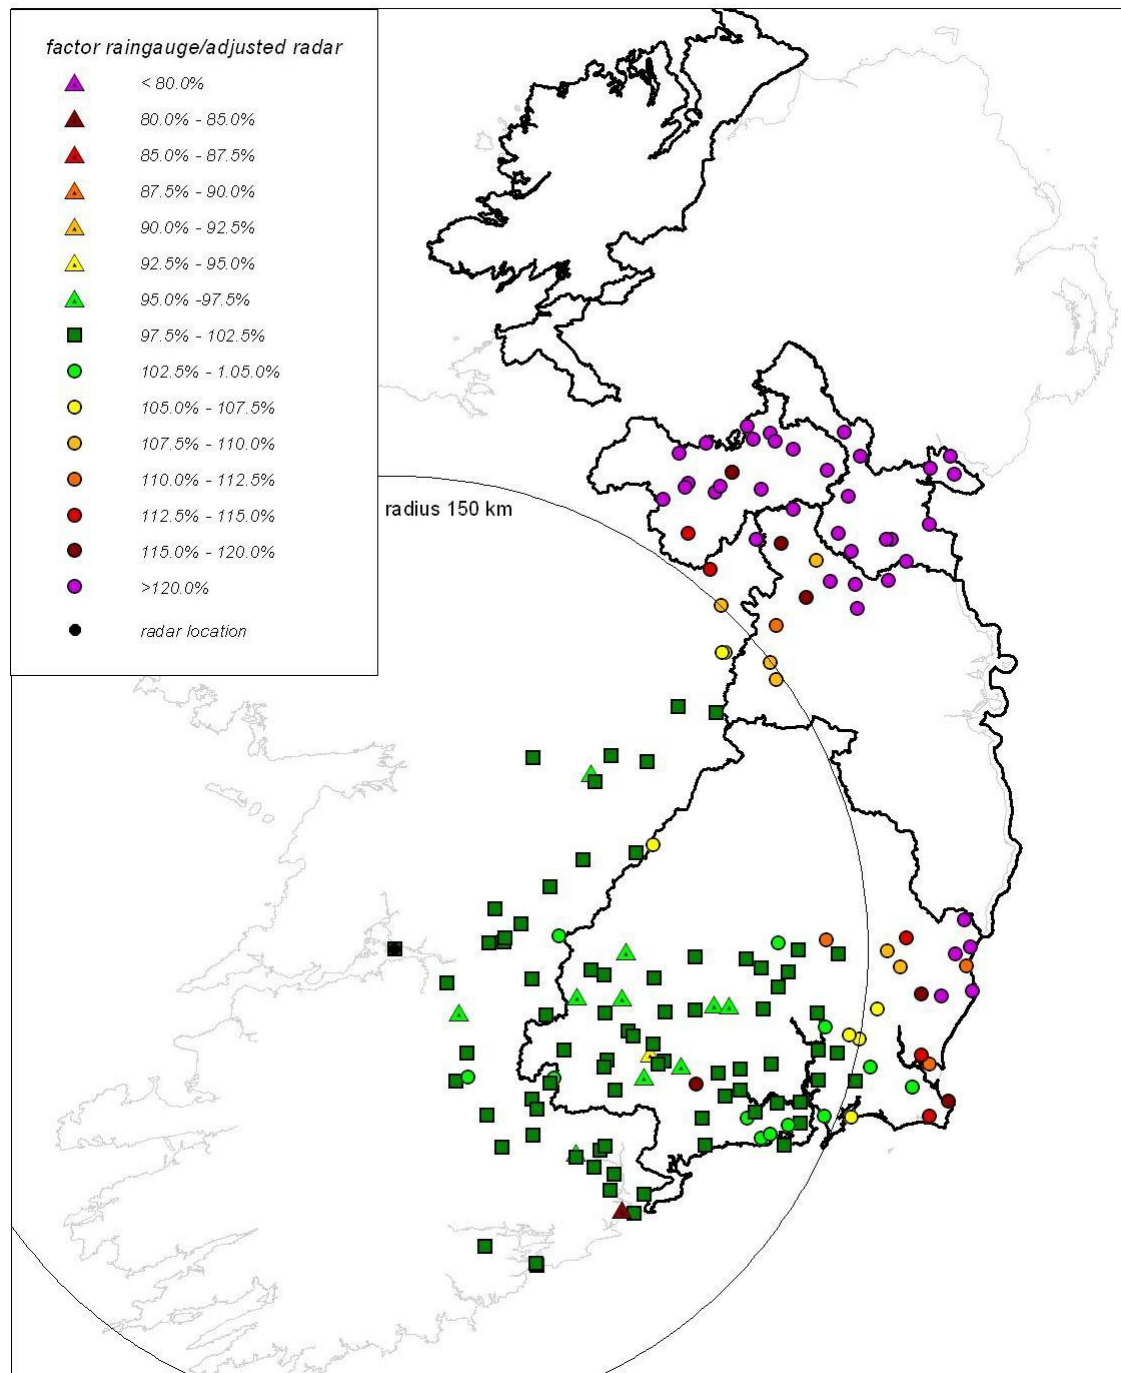 factor raingauge/adjusted radar
< 80.0%
80.0% - 85.0%
85.0% - 87.5%
87.5% - 90.0%
90.0% - 92.5%
92.5% - 95.0%
95.0% -97.5%
97.5% - 102.5%
102.5% - 1.05.0%
105.0% - 107.5%
107.5% - 110.0%
110.0% - 112.5%
112.5% - 115.0%
115.0% - 120.0%
>120.0%
radar location
radius 150 km